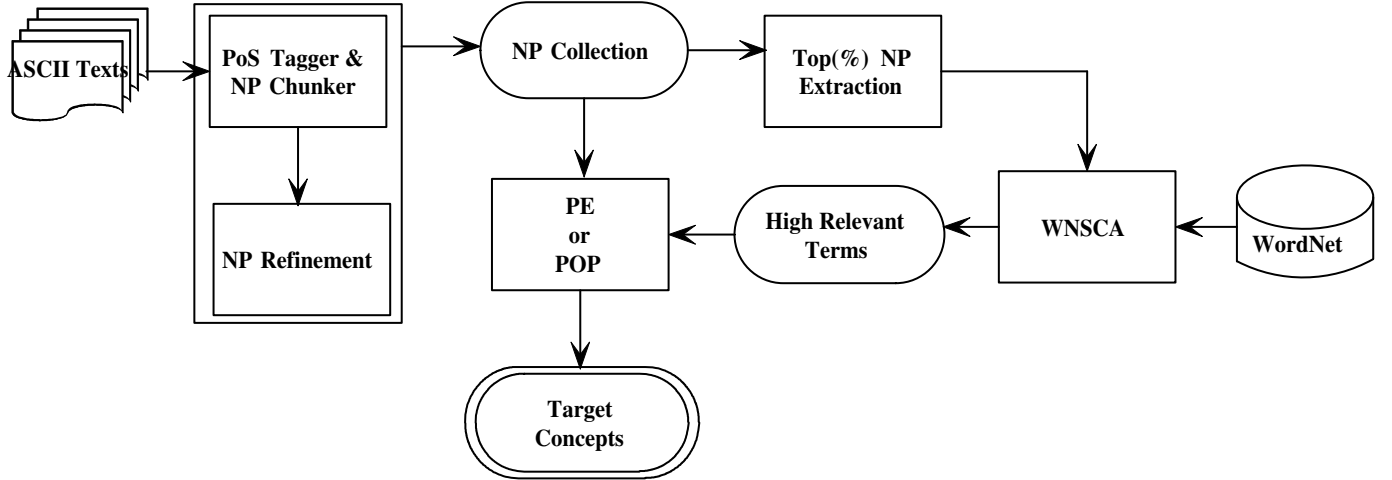 ASCII Texts
PoS Tagger &
NP Chunker
NP Refinement
NP Collection
Top(%) NP
Extraction
PE
or
POP
High Relevant
Terms
WNSCA
WordNet
Target
Concepts